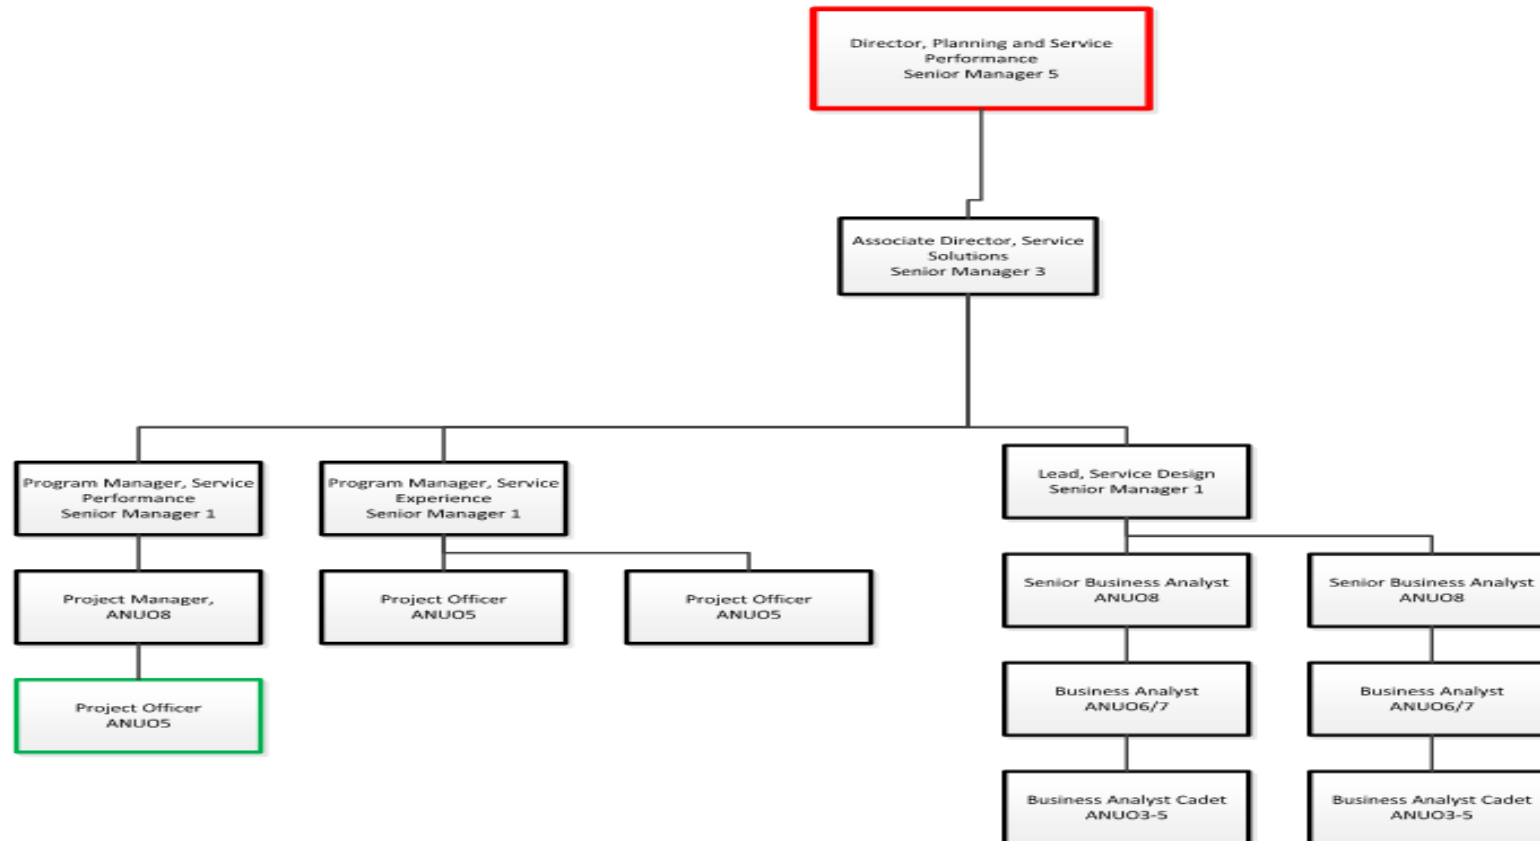 Director, Planning and Service
Performance
Senior Manager 5
Associate Director, Service
Solutions
Senior Manager 3
Program Manager, Service
Performance
Senior Manager 1
Program Manager, Service
Experience
Senior Manager 1
Lead, Service Design
Senior Manager 1
Project Manager,
ANUO8
Project Officer
ANUO5
Project Officer
ANUO5
Senior Business Analyst
ANUO8
Senior Business Analyst
ANUO8
Project Officer
ANUO5
Business Analyst
ANUO6/7
Business Analyst
ANUO6/7
Business Analyst Cadet
ANUO3-5
Business Analyst Cadet
ANUO3-5